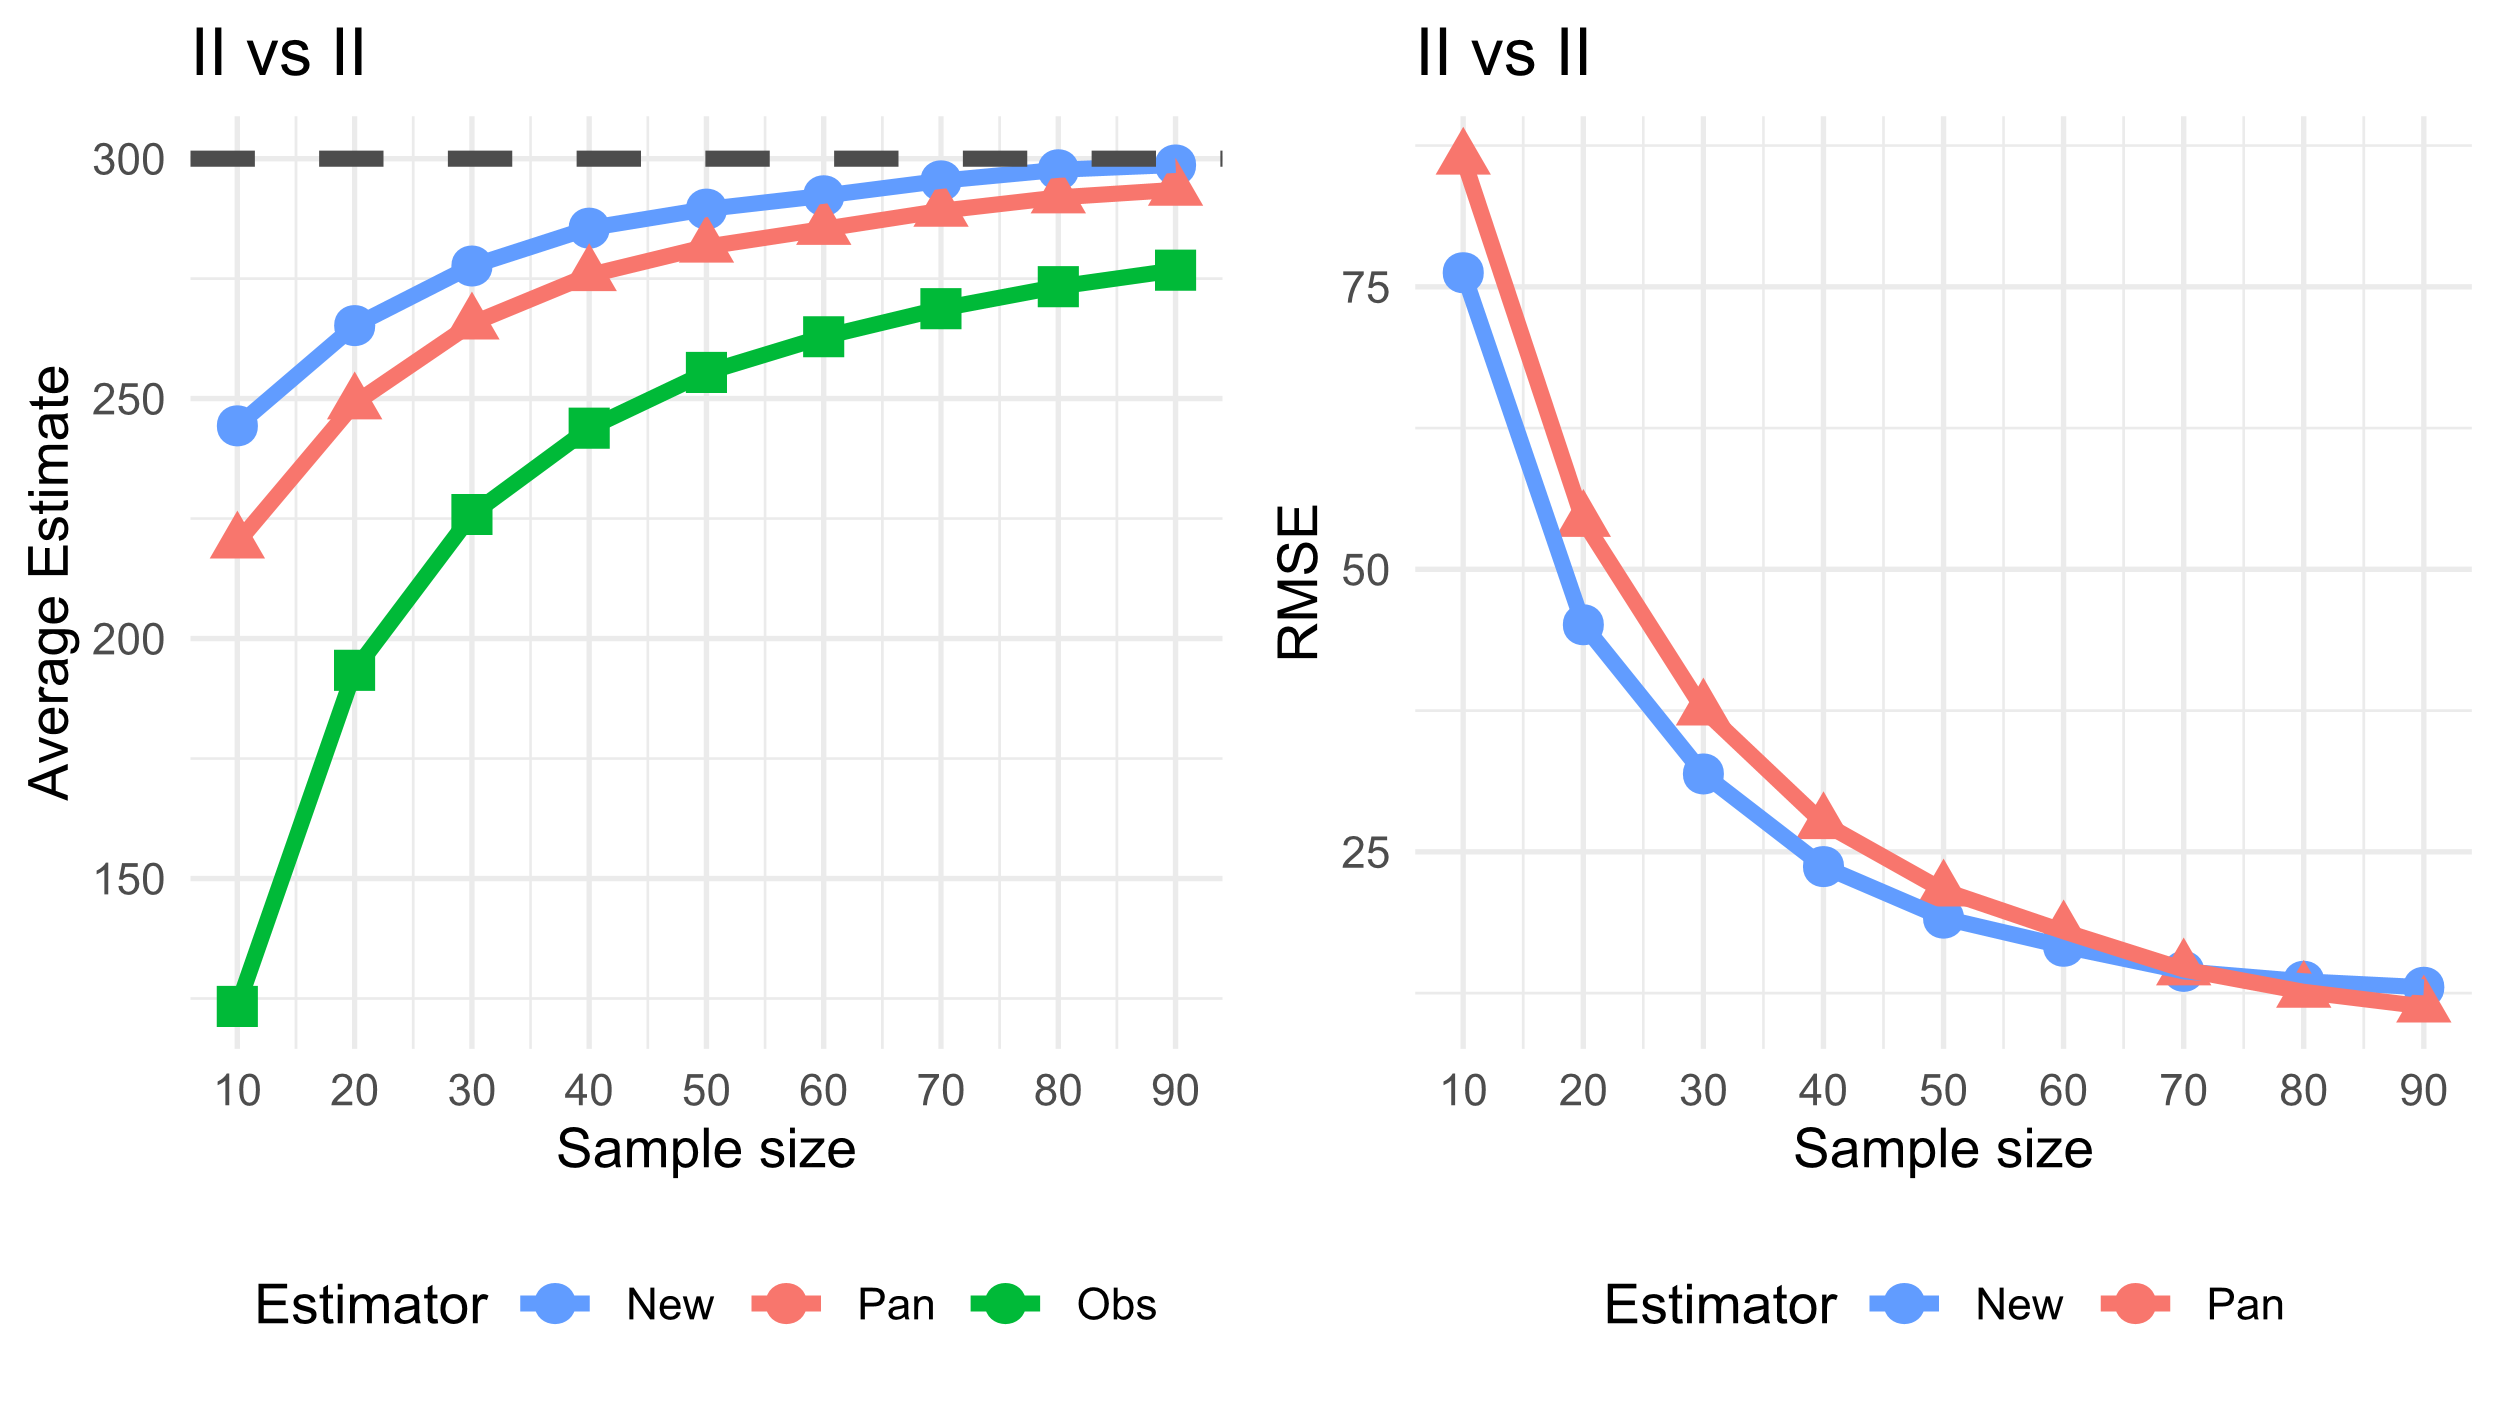 II vs II
300
250
200
150
Average Estimate
10 20 30 40 50 60 70 80 90
Sample size
Estimator New Pan Obs
II vs II
75
50
25
RMSE
10 20 30 40 50 60 70 80 90
Sample size
Estimator New Pan